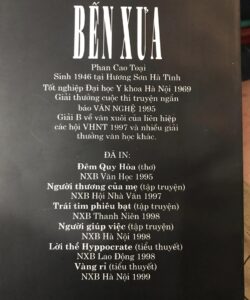 BẾN XƯA
Phan Cao Toại
Sinh 1946 tại Hương Sơn Hà Tĩnh
Tốt nghiệp Đại học Y khoa Hà Nội 1969
Giải thưởng cuộc thi truyện ngắn
báo VĂN NGHỆ 1995
Giải B về văn xuôi của liên hiệp
các hội VHNT 1997 và nhiều giải
thưởng văn học khác.
ĐÃ IN:
Đêm Quy Hòa (thơ)
NXB Văn Học 1995
Người thương của mẹ (tập truyện)
NXB Hội Nhà Văn 1997
Trái tim phiêu bạt (tập truyện)
NXB Thanh Niên 1998
Người giúp việc (tập truyện)
NXB Hà Nội 1998
Lời thề Hyppocrate (tiểu thuyết)
NXB Lao Động 1998
Vàng ri (tiểu thuyết)
NXB Hà Nội 1999